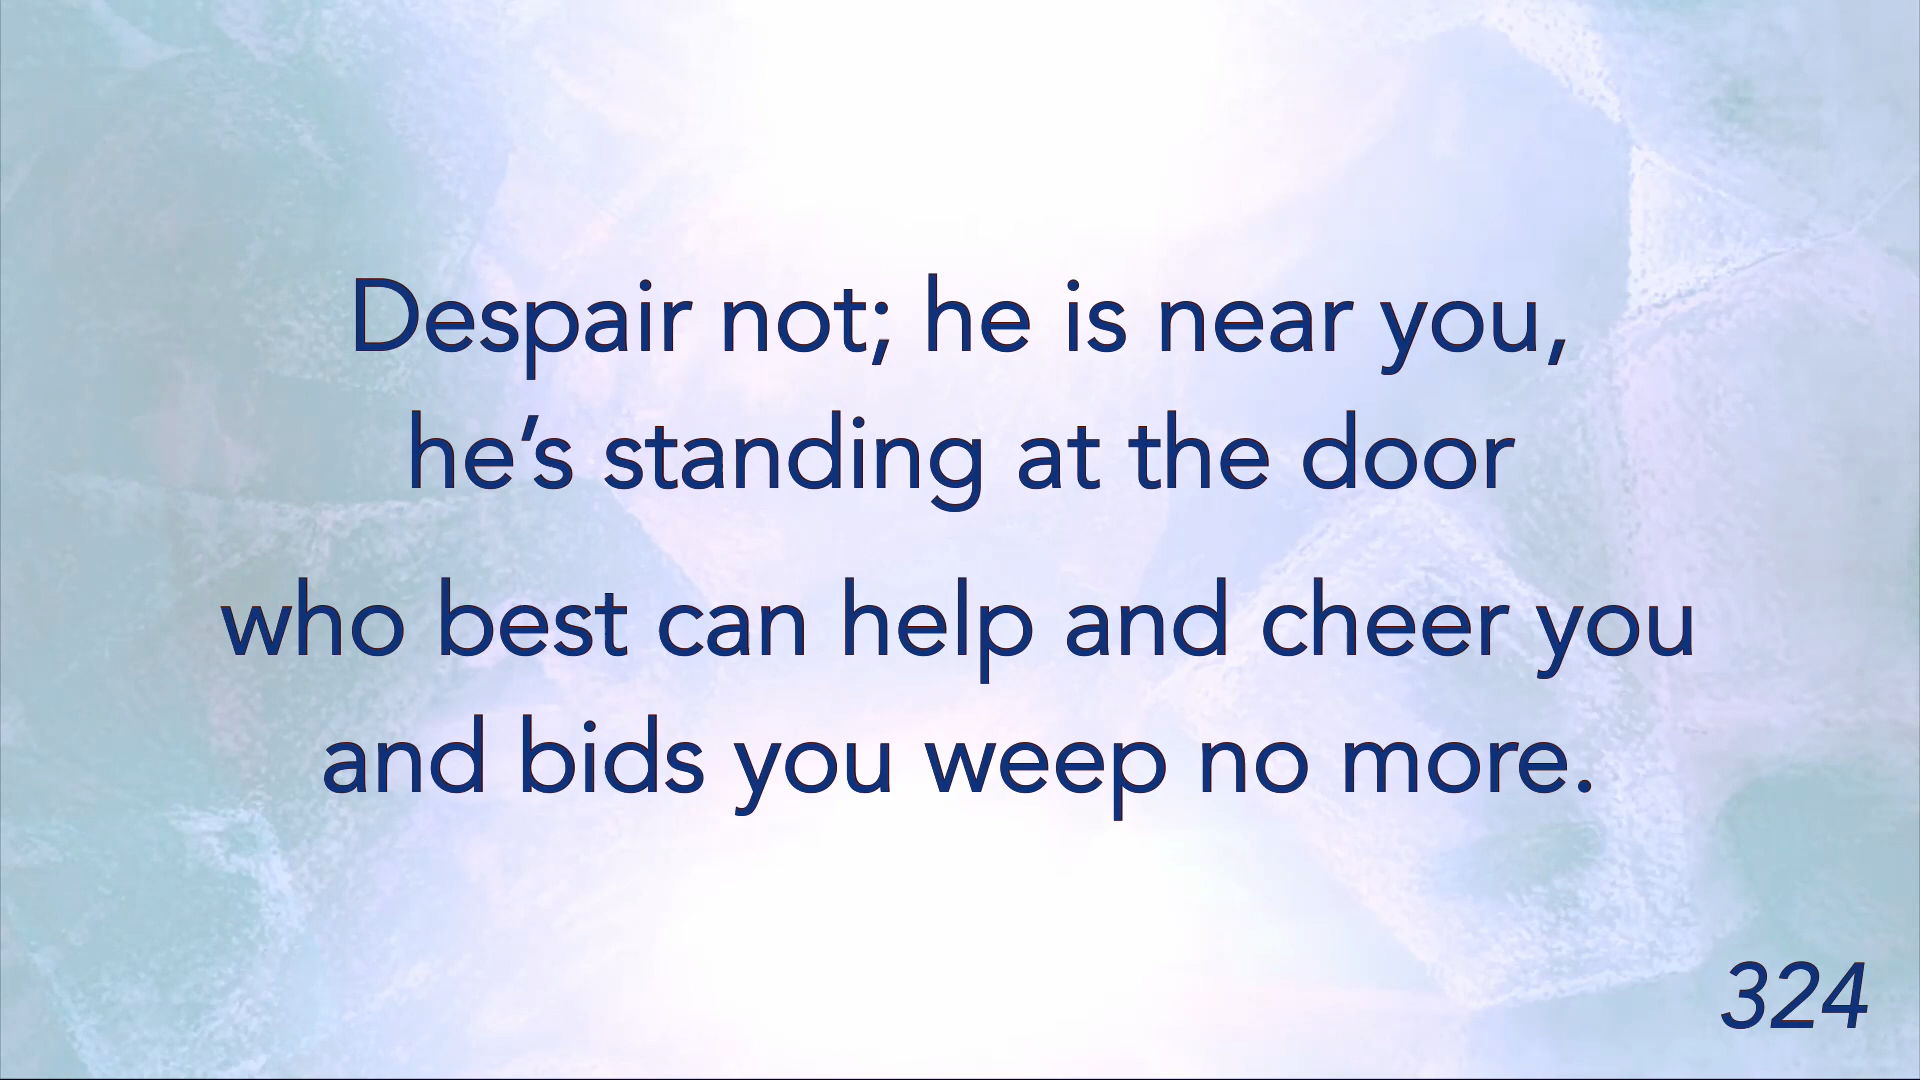 Despair not; he is near you,
he’s standing at the door
who best can help and cheer you
and bids you weep no more.
324